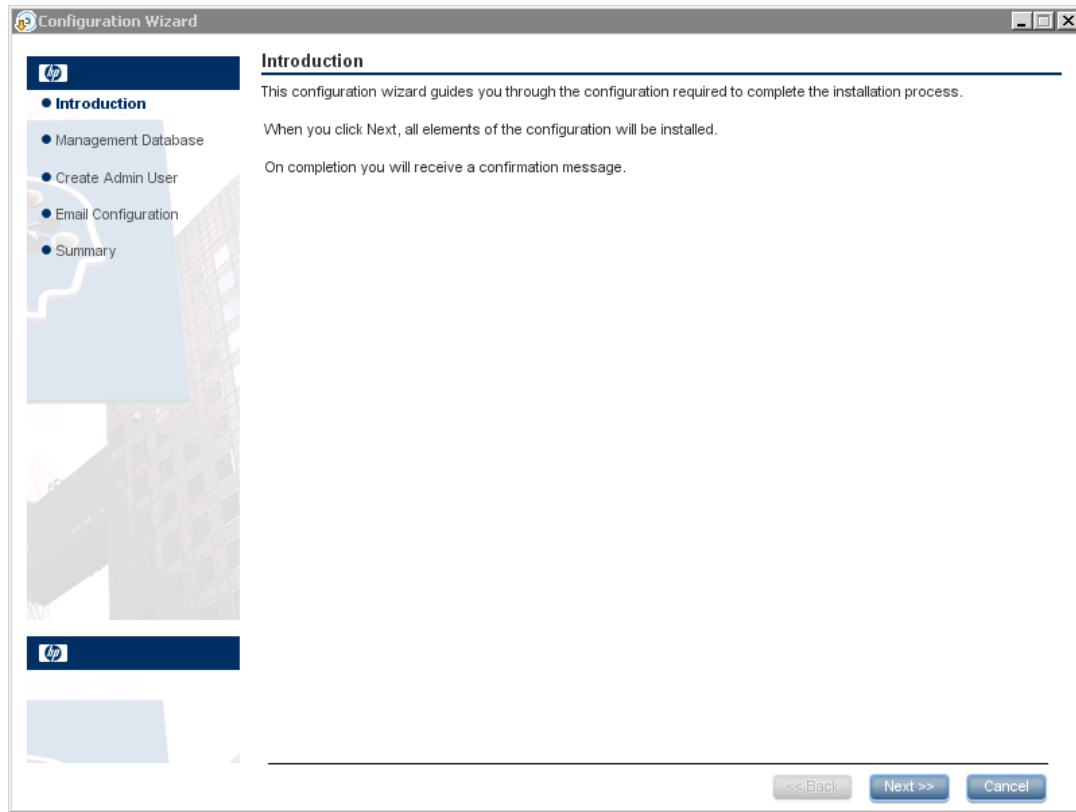 Configuration Wizard
hp
Introduction
Management Database
Create Admin User
Email Configuration
Summary
hp
Introduction
This configuration wizard guides you through the configuration required to complete the installation process.
When you click Next, all elements of the configuration will be installed.
On completion you will receive a confirmation message.
<< Back
Next >>
Cancel